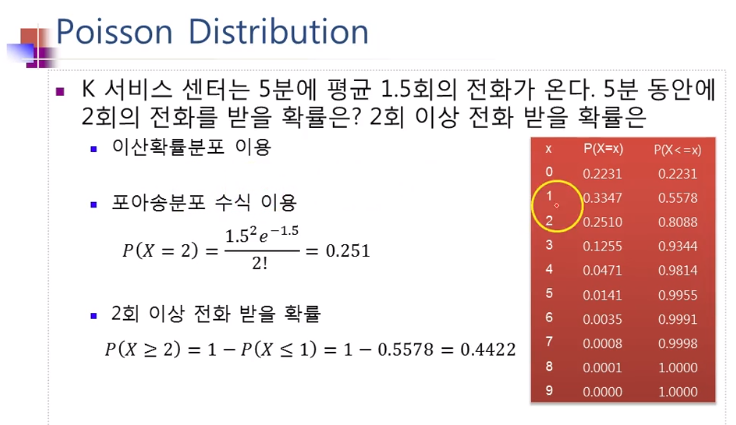 Poisson Distribution
K 서비스 센터는 5분에 평균 1.5회의 전화가 온다. 5분 동안에
2회의 전화를 받을 확률은? 2회 이상 전화 받을 확률은
이산확률분포 이용
포아송분포 수식 이용
P(X = 2) = 1.5² e^−1.5 / 2! = 0.251
2회 이상 전화 받을 확률
P(X ≥ 2) = 1 − P(X ≤ 1) = 1 − 0.5578 = 0.4422
x P(X=x) P(X<=x)
0 0.2231 0.2231
1 0.3347 0.5578
2 0.2510 0.8088
3 0.1255 0.9344
4 0.0471 0.9814
5 0.0141 0.9955
6 0.0035 0.9991
7 0.0008 0.9998
8 0.0001 1.0000
9 0.0000 1.0000